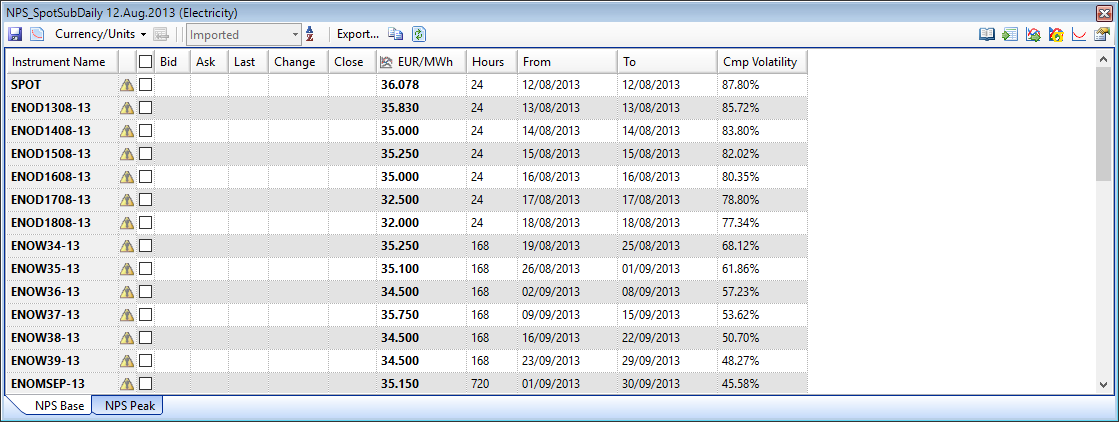 NPS_SpotSubDaily 12.Aug.2013 (Electricity)
Currency/Units Imported A Z Export...
Instrument Name Bid Ask Last Change Close EUR/MWh Hours From To Cmp Volatility
SPOT 36.078 24 12/08/2013 12/08/2013 87.80%
ENOD1308-13 35.830 24 13/08/2013 13/08/2013 85.72%
ENOD1408-13 35.000 24 14/08/2013 14/08/2013 83.80%
ENOD1508-13 35.250 24 15/08/2013 15/08/2013 82.02%
ENOD1608-13 35.000 24 16/08/2013 16/08/2013 80.35%
ENOD1708-13 32.500 24 17/08/2013 17/08/2013 78.80%
ENOD1808-13 32.000 24 18/08/2013 18/08/2013 77.34%
ENOW34-13 35.250 168 19/08/2013 25/08/2013 68.12%
ENOW35-13 35.100 168 26/08/2013 01/09/2013 61.86%
ENOW36-13 34.500 168 02/09/2013 08/09/2013 57.23%
ENOW37-13 35.750 168 09/09/2013 15/09/2013 53.62%
ENOW38-13 34.500 168 16/09/2013 22/09/2013 50.70%
ENOW39-13 34.500 168 23/09/2013 29/09/2013 48.27%
ENOMSEP-13 35.150 720 01/09/2013 30/09/2013 45.58%
NPS Base NPS Peak